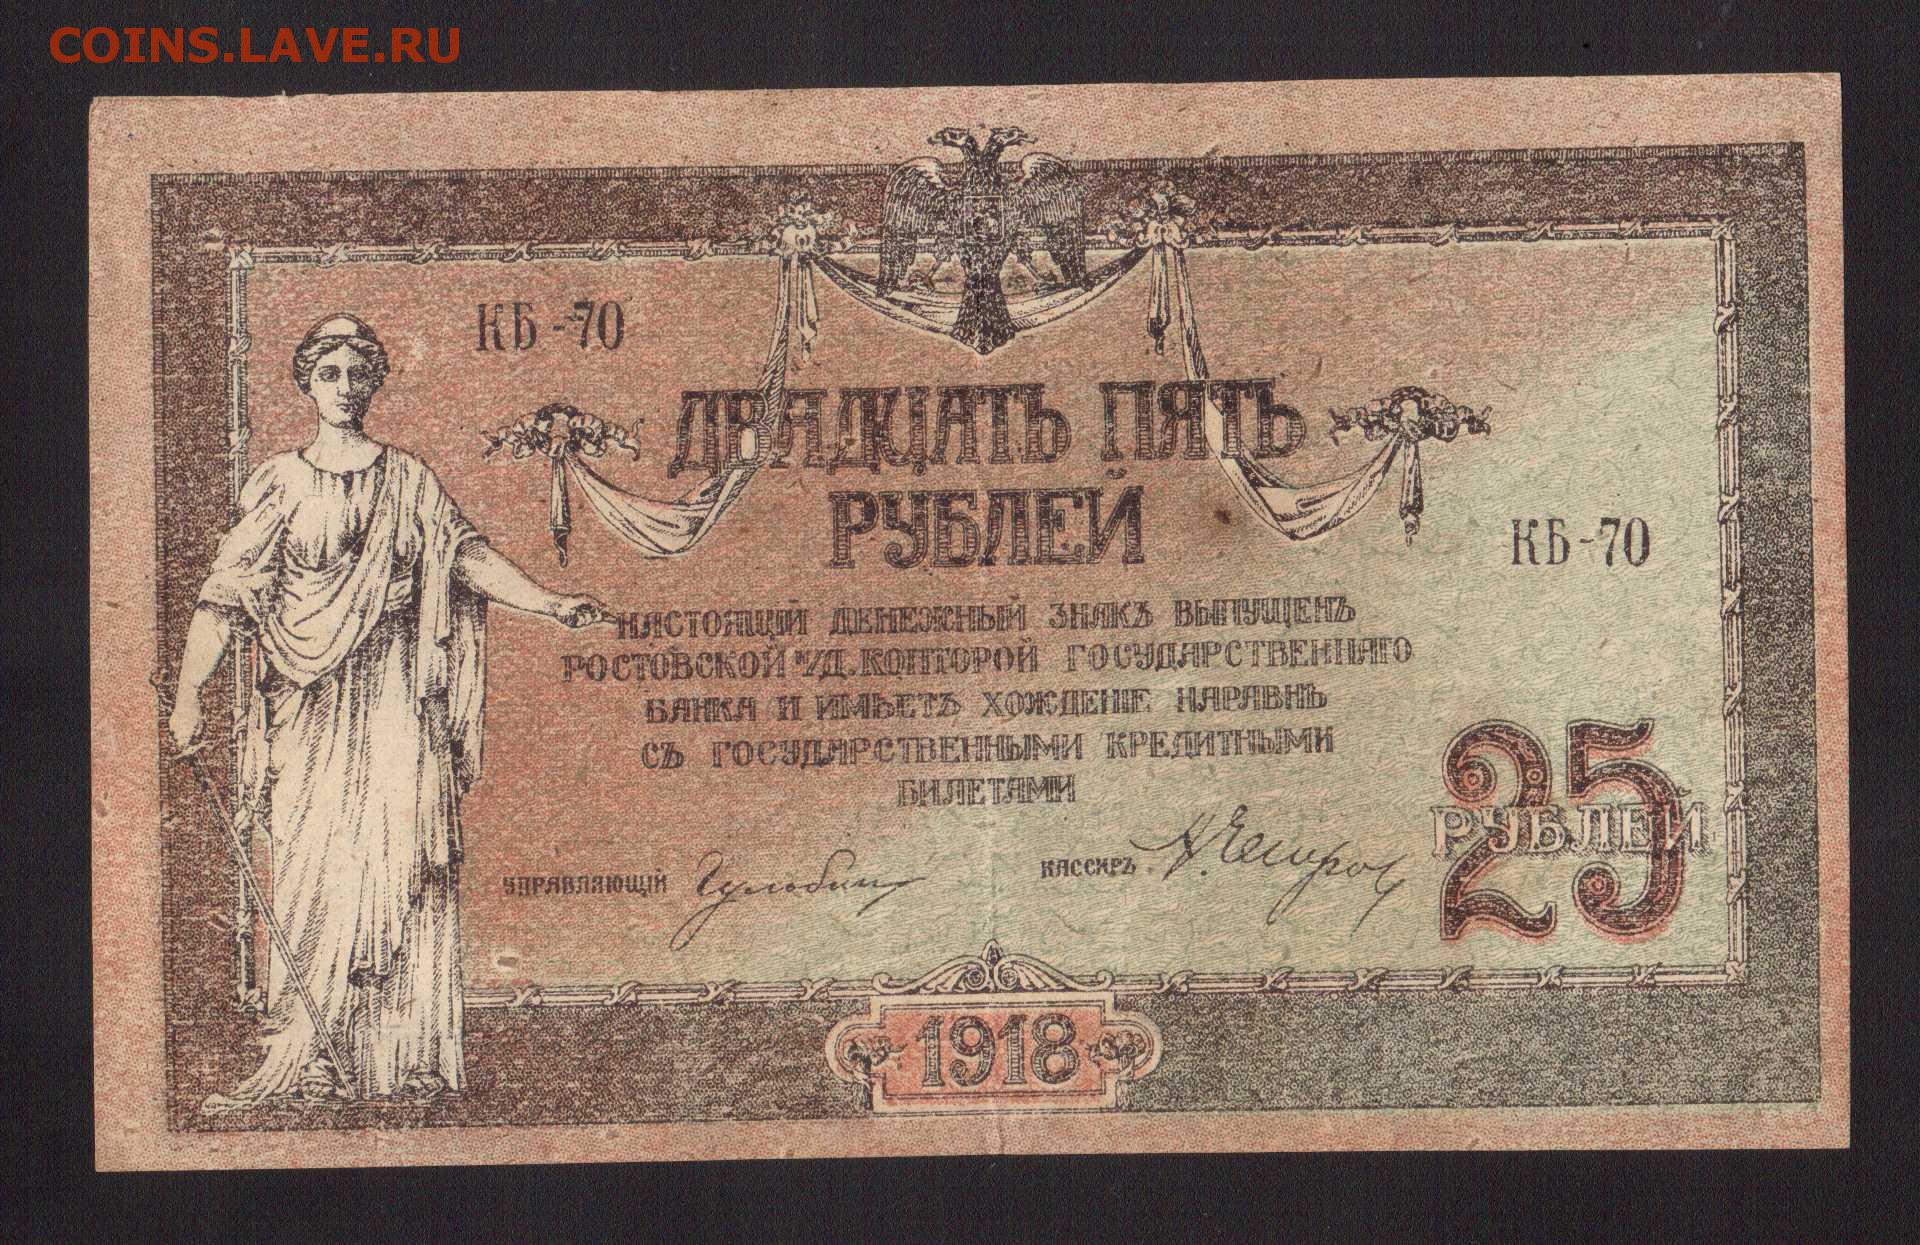 COINS.LAVE.RU
КБ-70
ДВАДЦАТЬ ПЯТЬ
РУБЛЕЙ
КБ-70
НАСТОЯЩІЙ ДЕНЕЖНЫЙ ЗНАКЪ ВЫПУЩЕНЪ
РОСТОВСКОЙ Н/Д. КОНТОРОЙ ГОСУДАРСТВЕННАГО
БАНКА И ИМѢЕТЪ ХОЖДЕНІЕ НАРАВНѢ
СЪ ГОСУДАРСТВЕННЫМИ КРЕДИТНЫМИ
БИЛЕТАМИ
25
РУБЛЕЙ
УПРАВЛЯЮЩІЙ
КАССИРЪ
1918